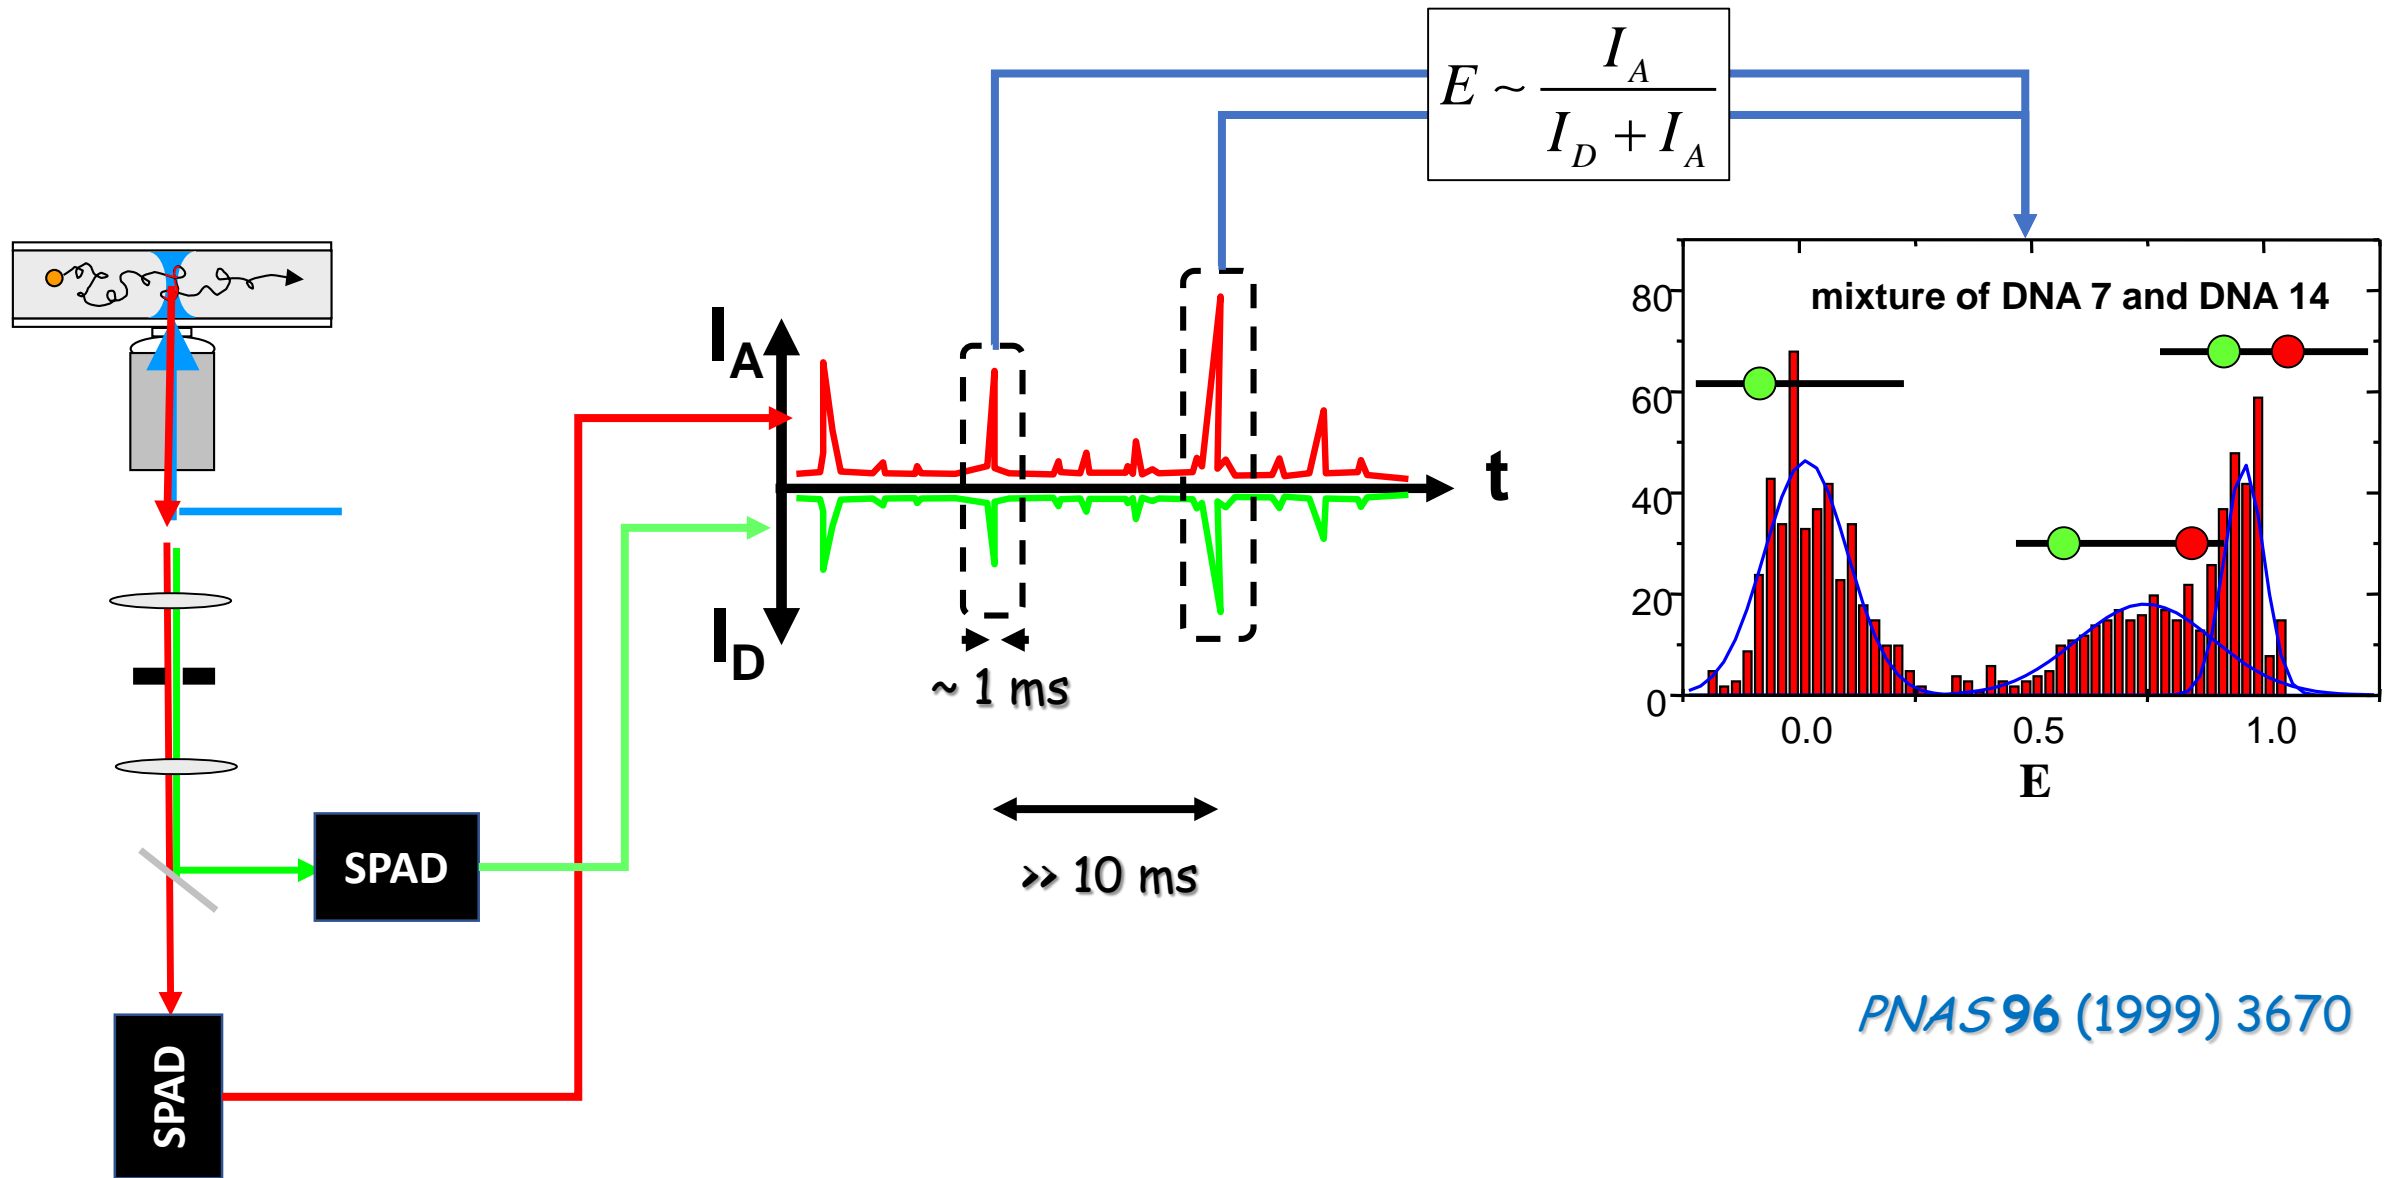 E ~ I_A / (I_D + I_A)
I_A
I_D
t
~ 1 ms
>> 10 ms
SPAD
SPAD
mixture of DNA 7 and DNA 14
80
60
40
20
0
0.0 0.5 1.0
E
PNAS 96 (1999) 3670